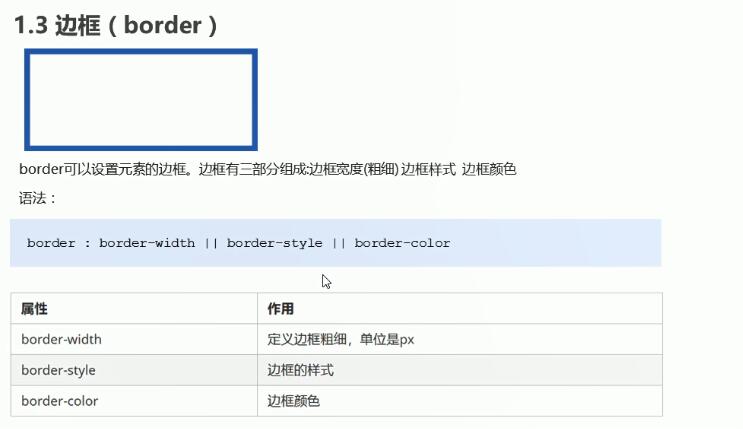 1.3 边框（border）
border可以设置元素的边框。边框有三部分组成:边框宽度(粗细) 边框样式 边框颜色
语法：
border : border-width || border-style || border-color
属性 作用
border-width 定义边框粗细，单位是px
border-style 边框的样式
border-color 边框颜色